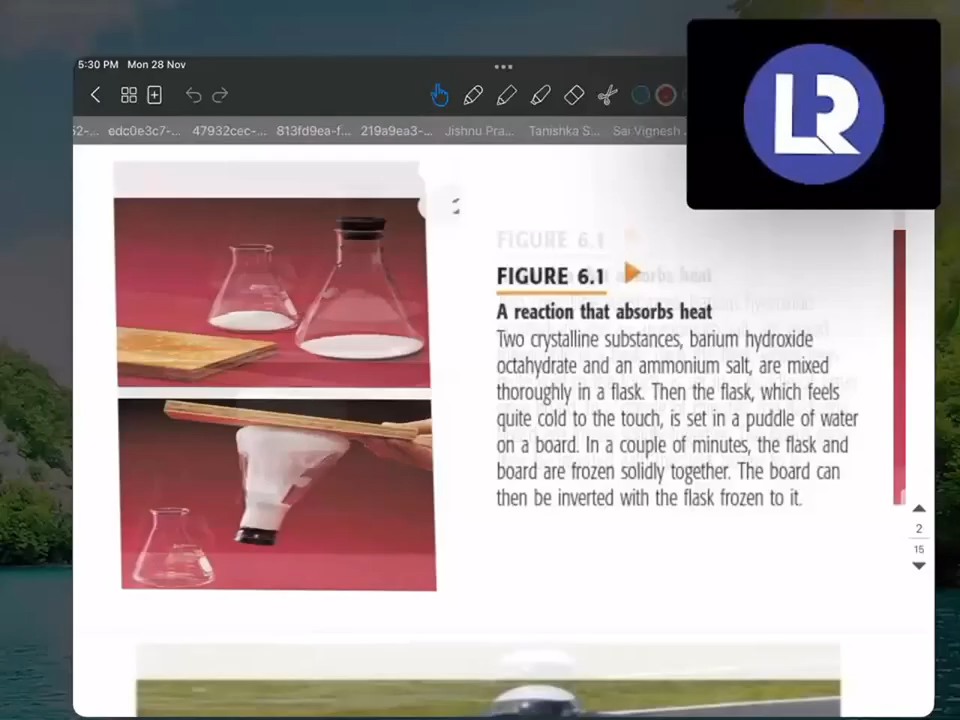 5:30 PM Mon 28 Nov
edc0e3c7-... 47932cec-... 813fd9ea-f... 219a9ea3-... Jishnu Pra... Tanishka S... Sai Vignesh
LR
FIGURE 6.1
FIGURE 6.1
A reaction that absorbs heat
Two crystalline substances, barium hydroxide
octahydrate and an ammonium salt, are mixed
thoroughly in a flask. Then the flask, which feels
quite cold to the touch, is set in a puddle of water
on a board. In a couple of minutes, the flask and
board are frozen solidly together. The board can
then be inverted with the flask frozen to it.
2
15